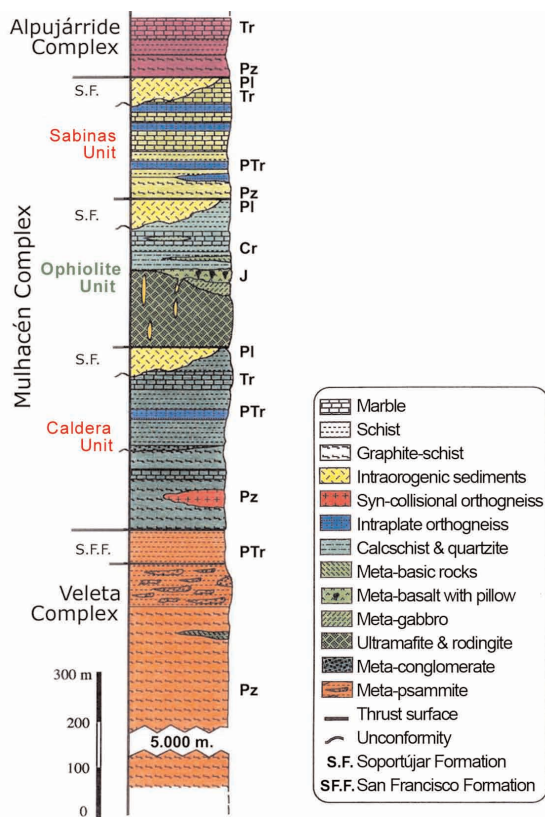 Alpujárride
Complex
Tr
Pz
S.F.
Pl
Tr
Sabinas
Unit
PTr
Pz
S.F.
Pl
Cr
Ophiolite
Unit
J
Mulhacén Complex
S.F.
Pl
Tr
PTr
Caldera
Unit
Pz
S.F.F.
PTr
Veleta
Complex
Pz
300 m
200
100
0
5.000 m.
Marble
Schist
Graphite-schist
Intraorogenic sediments
Syn-collisional orthogneiss
Intraplate orthogneiss
Calcschist & quartzite
Meta-basic rocks
Meta-basalt with pillow
Meta-gabbro
Ultramafite & rodingite
Meta-conglomerate
Meta-psammite
Thrust surface
Unconformity
S.F. Soportújar Formation
SF.F. San Francisco Formation